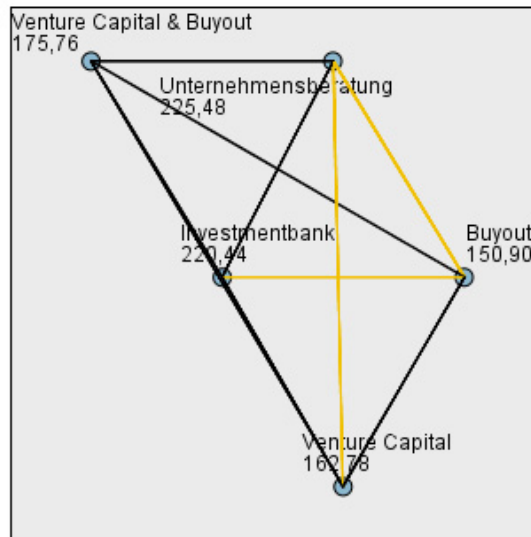 Venture Capital & Buyout
175,76
Unternehmensberatung
225,48
Investmentbank
220,44
Buyout
150,90
Venture Capital
162,78